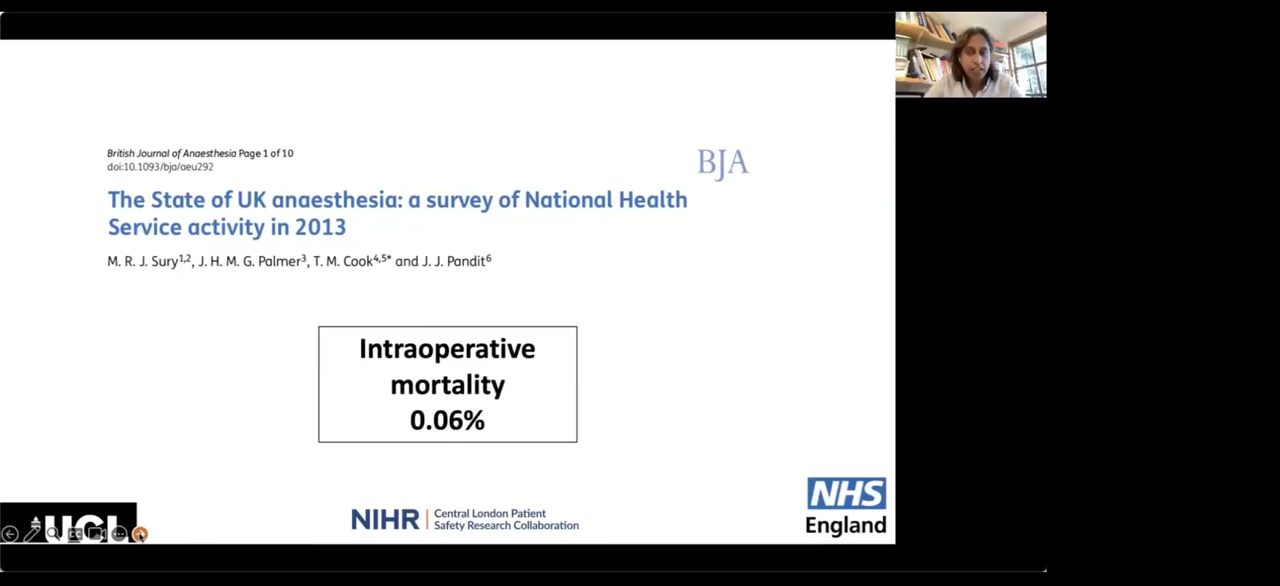 British Journal of Anaesthesia Page 1 of 10
doi:10.1093/bja/aeu292
BJA
The State of UK anaesthesia: a survey of National Health
Service activity in 2013
M. R. J. Sury1,2, J. H. M. G. Palmer3, T. M. Cook4,5* and J. J. Pandit6
Intraoperative
mortality
0.06%
UCL
NIHR | Central London Patient
Safety Research Collaboration
NHS
England